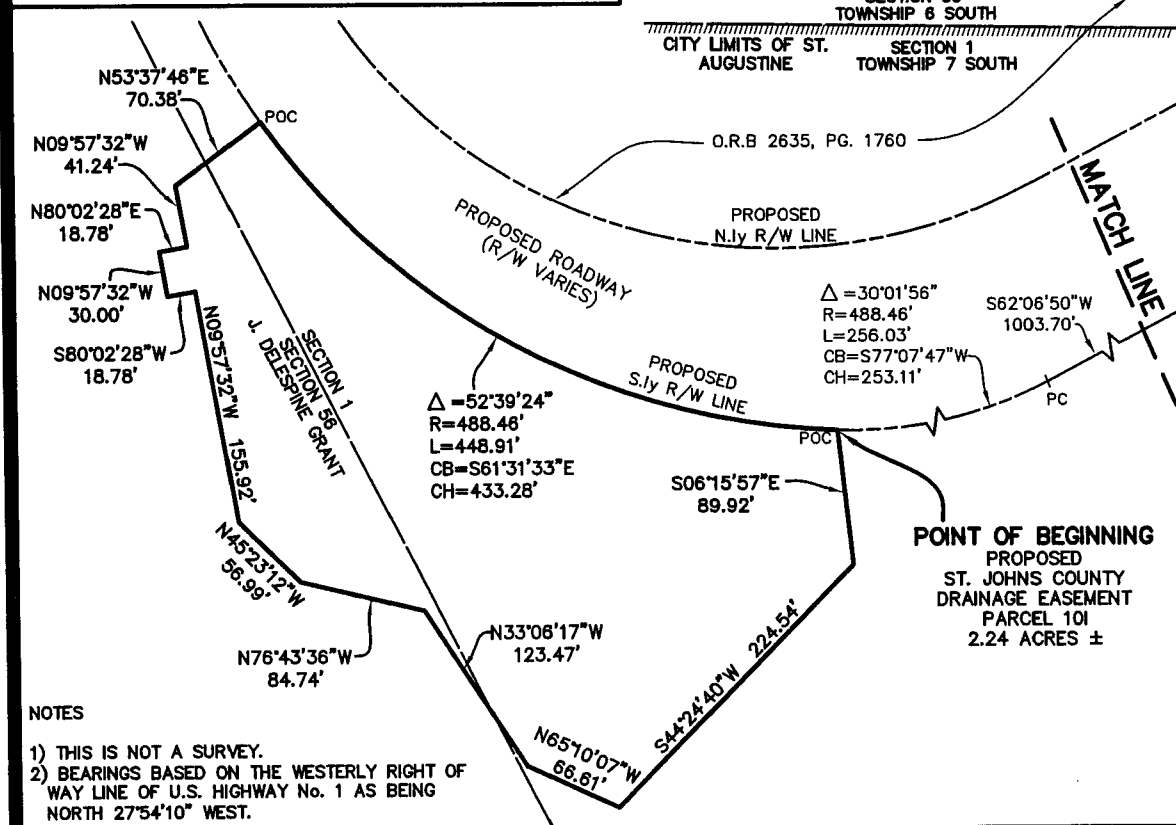 TOWNSHIP 6 SOUTH
CITY LIMITS OF ST.
AUGUSTINE
SECTION 1
TOWNSHIP 7 SOUTH
N53°37'46"E
70.38'
POC
N09°57'32"W
41.24'
O.R.B 2635, PG. 1760
MATCH LINE
N80°02'28"E
18.78'
PROPOSED ROADWAY
(R/W VARIES)
PROPOSED
N.ly R/W LINE
N09°57'32"W
30.00'
S80°02'28"W
18.78'
N09°57'32"W 155.92'
SECTION 1
SECTION 56
J. DELESPINE GRANT
Δ =30°01'56"
R=488.46'
L=256.03'
CB=S77°07'47"W
CH=253.11'
S62°06'50"W
1003.70'
PC
PROPOSED
S.ly R/W LINE
Δ =52°39'24"
R=488.46'
L=448.91'
CB=S61°31'33"E
CH=433.28'
POC
S06°15'57"E
89.92'
POINT OF BEGINNING
PROPOSED
ST. JOHNS COUNTY
DRAINAGE EASEMENT
PARCEL 101
2.24 ACRES ±
N45°23'12"W
56.99'
N76°43'36"W
84.74'
N33°06'17"W
123.47'
S44°24'40"W 224.54'
N65°10'07"W
66.61'
NOTES
1) THIS IS NOT A SURVEY.
2) BEARINGS BASED ON THE WESTERLY RIGHT OF
WAY LINE OF U.S. HIGHWAY No. 1 AS BEING
NORTH 27°54'10" WEST.